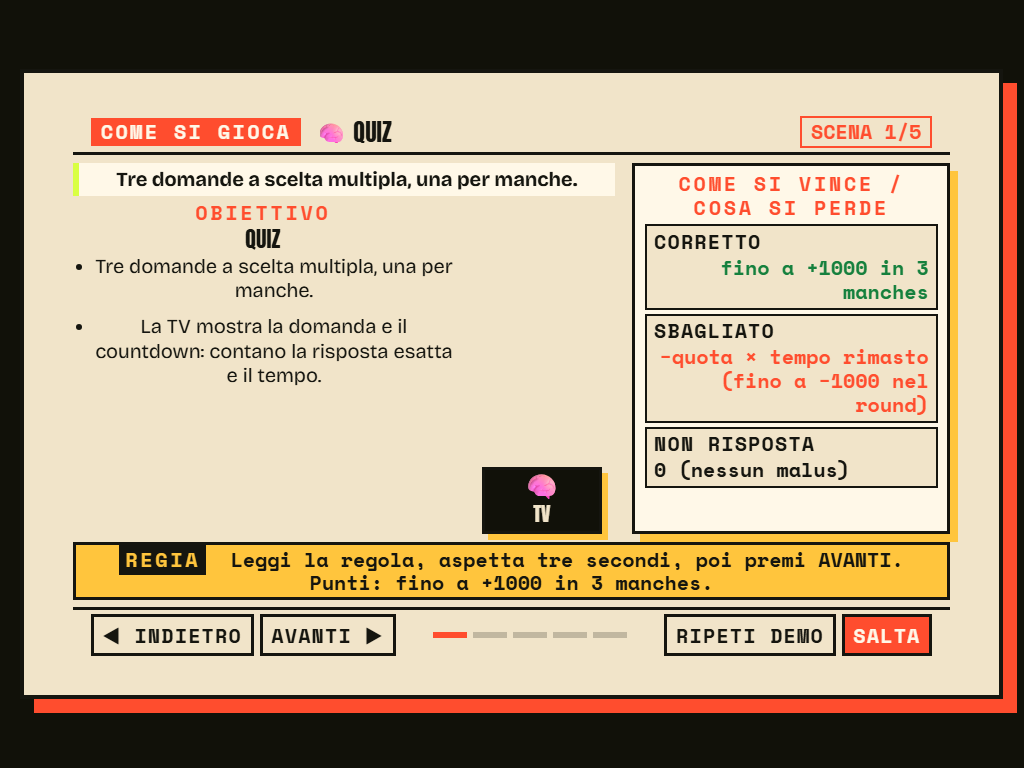 COME SI GIOCA
🧠 QUIZ
SCENA 1/5
Tre domande a scelta multipla, una per manche.
OBIETTIVO
QUIZ
• Tre domande a scelta multipla, una per
manche.
• La TV mostra la domanda e il
countdown: contano la risposta esatta
e il tempo.
🧠
TV
COME SI VINCE /
COSA SI PERDE
CORRETTO
fino a +1000 in 3
manches
SBAGLIATO
-quota × tempo rimasto
(fino a -1000 nel
round)
NON RISPOSTA
0 (nessun malus)
REGIA Leggi la regola, aspetta tre secondi, poi premi AVANTI.
Punti: fino a +1000 in 3 manches.
◀ INDIETRO
AVANTI ▶
RIPETI DEMO
SALTA